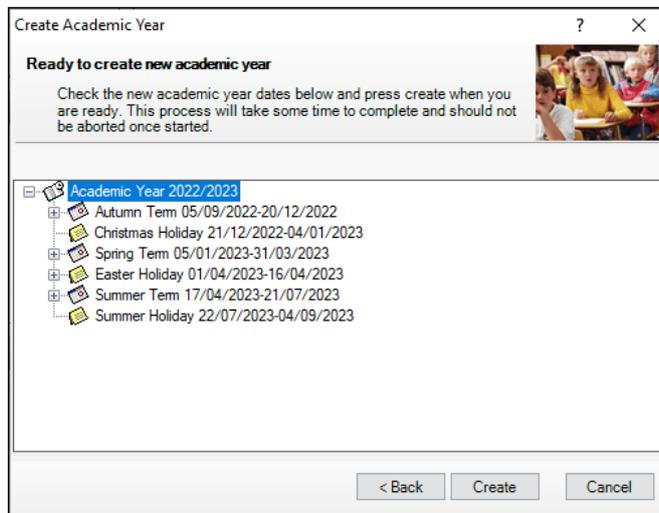 Create Academic Year
?
Ready to create new academic year
Check the new academic year dates below and press create when you
are ready. This process will take some time to complete and should not
be aborted once started.
Academic Year 2022/2023
Autumn Term 05/09/2022-20/12/2022
Christmas Holiday 21/12/2022-04/01/2023
Spring Term 05/01/2023-31/03/2023
Easter Holiday 01/04/2023-16/04/2023
Summer Term 17/04/2023-21/07/2023
Summer Holiday 22/07/2023-04/09/2023
< Back
Create
Cancel